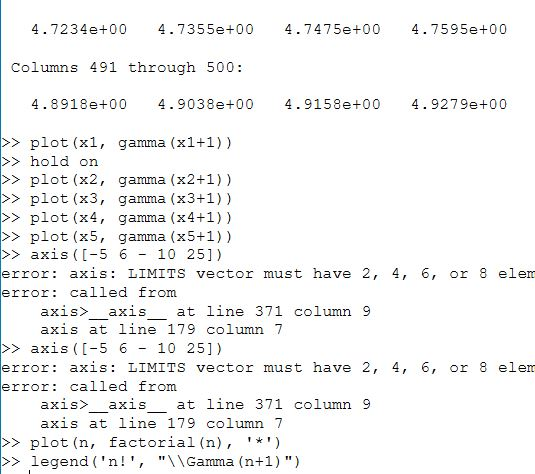 4.7234e+00 4.7355e+00 4.7475e+00 4.7595e+00
Columns 491 through 500:
4.8918e+00 4.9038e+00 4.9158e+00 4.9279e+00
>> plot(x1, gamma(x1+1))
>> hold on
>> plot(x2, gamma(x2+1))
>> plot(x3, gamma(x3+1))
>> plot(x4, gamma(x4+1))
>> plot(x5, gamma(x5+1))
>> axis([-5 6 - 10 25])
error: axis: LIMITS vector must have 2, 4, 6, or 8 elem
error: called from
axis>__axis__ at line 371 column 9
axis at line 179 column 7
>> axis([-5 6 - 10 25])
error: axis: LIMITS vector must have 2, 4, 6, or 8 elem
error: called from
axis>__axis__ at line 371 column 9
axis at line 179 column 7
>> plot(n, factorial(n), '*')
>> legend('n!', "\\Gamma(n+1)")